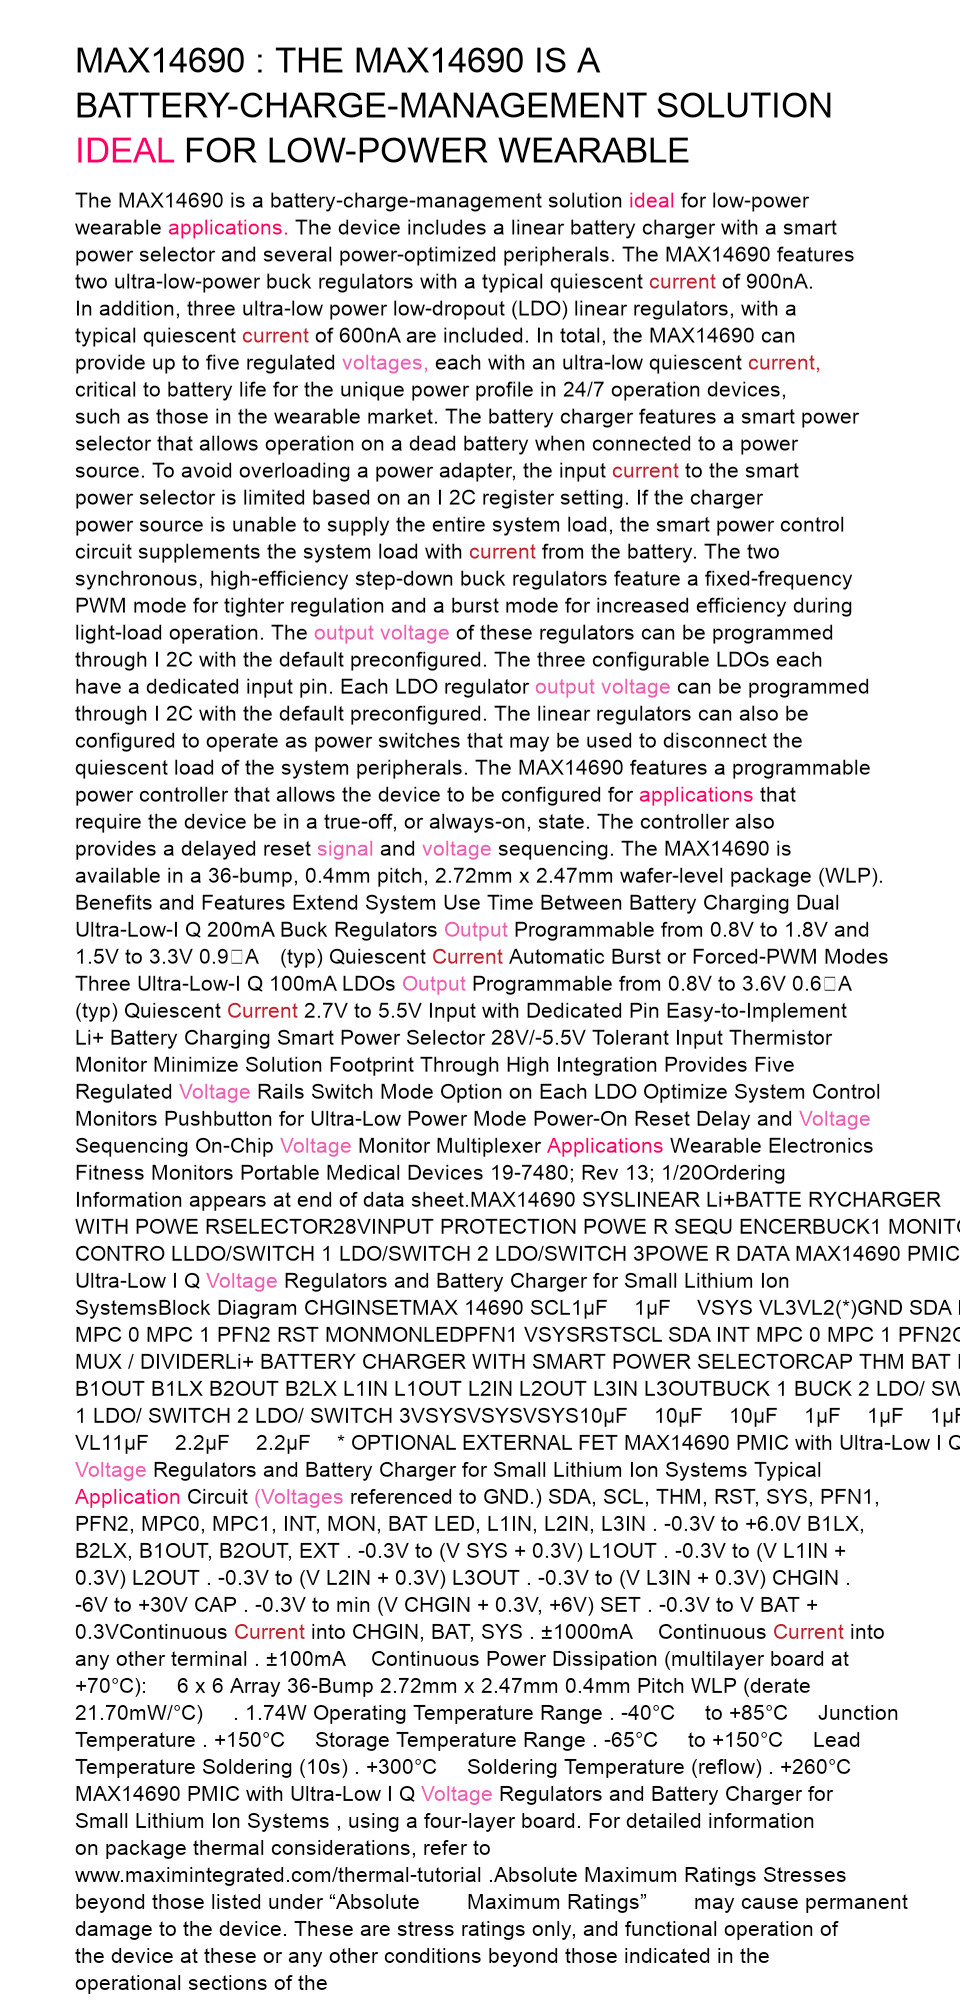 MAX14690 : THE MAX14690 IS A
BATTERY-CHARGE-MANAGEMENT SOLUTION
IDEAL FOR LOW-POWER WEARABLE
The MAX14690 is a battery-charge-management solution ideal for low-power
wearable applications. The device includes a linear battery charger with a smart
power selector and several power-optimized peripherals. The MAX14690 features
two ultra-low-power buck regulators with a typical quiescent current of 900nA.
In addition, three ultra-low power low-dropout (LDO) linear regulators, with a
typical quiescent current of 600nA are included. In total, the MAX14690 can
provide up to five regulated voltages, each with an ultra-low quiescent current,
critical to battery life for the unique power profile in 24/7 operation devices,
such as those in the wearable market. The battery charger features a smart power
selector that allows operation on a dead battery when connected to a power
source. To avoid overloading a power adapter, the input current to the smart
power selector is limited based on an I 2C register setting. If the charger
power source is unable to supply the entire system load, the smart power control
circuit supplements the system load with current from the battery. The two
synchronous, high-efficiency step-down buck regulators feature a fixed-frequency
PWM mode for tighter regulation and a burst mode for increased efficiency during
light-load operation. The output voltage of these regulators can be programmed
through I 2C with the default preconfigured. The three configurable LDOs each
have a dedicated input pin. Each LDO regulator output voltage can be programmed
through I 2C with the default preconfigured. The linear regulators can also be
configured to operate as power switches that may be used to disconnect the
quiescent load of the system peripherals. The MAX14690 features a programmable
power controller that allows the device to be configured for applications that
require the device be in a true-off, or always-on, state. The controller also
provides a delayed reset signal and voltage sequencing. The MAX14690 is
available in a 36-bump, 0.4mm pitch, 2.72mm x 2.47mm wafer-level package (WLP).
Benefits and Features Extend System Use Time Between Battery Charging Dual
Ultra-Low-I Q 200mA Buck Regulators Output Programmable from 0.8V to 1.8V and
1.5V to 3.3V 0.9□A (typ) Quiescent Current Automatic Burst or Forced-PWM Modes
Three Ultra-Low-I Q 100mA LDOs Output Programmable from 0.8V to 3.6V 0.6□A
(typ) Quiescent Current 2.7V to 5.5V Input with Dedicated Pin Easy-to-Implement
Li+ Battery Charging Smart Power Selector 28V/-5.5V Tolerant Input Thermistor
Monitor Minimize Solution Footprint Through High Integration Provides Five
Regulated Voltage Rails Switch Mode Option on Each LDO Optimize System Control
Monitors Pushbutton for Ultra-Low Power Mode Power-On Reset Delay and Voltage
Sequencing On-Chip Voltage Monitor Multiplexer Applications Wearable Electronics
Fitness Monitors Portable Medical Devices 19-7480; Rev 13; 1/20Ordering
Information appears at end of data sheet.MAX14690 SYSLINEAR Li+BATTE RYCHARGER
WITH POWE RSELECTOR28VINPUT PROTECTION POWE R SEQU ENCERBUCK1 MONITO
CONTRO LLDO/SWITCH 1 LDO/SWITCH 2 LDO/SWITCH 3POWE R DATA MAX14690 PMIC
Ultra-Low I Q Voltage Regulators and Battery Charger for Small Lithium Ion
SystemsBlock Diagram CHGINSETMAX 14690 SCL1µF 1µF VSYS VL3VL2(*)GND SDA
MPC 0 MPC 1 PFN2 RST MONMONLEDPFN1 VSYSRSTSCL SDA INT MPC 0 MPC 1 PFN2C
MUX / DIVIDERLi+ BATTERY CHARGER WITH SMART POWER SELECTORCAP THM BAT
B1OUT B1LX B2OUT B2LX L1IN L1OUT L2IN L2OUT L3IN L3OUTBUCK 1 BUCK 2 LDO/ SW
1 LDO/ SWITCH 2 LDO/ SWITCH 3VSYSVSYSVSYS10µF 10µF 10µF 1µF 1µF 1µF
VL11µF 2.2µF 2.2µF * OPTIONAL EXTERNAL FET MAX14690 PMIC with Ultra-Low I Q
Voltage Regulators and Battery Charger for Small Lithium Ion Systems Typical
Application Circuit (Voltages referenced to GND.) SDA, SCL, THM, RST, SYS, PFN1,
PFN2, MPC0, MPC1, INT, MON, BAT LED, L1IN, L2IN, L3IN . -0.3V to +6.0V B1LX,
B2LX, B1OUT, B2OUT, EXT . -0.3V to (V SYS + 0.3V) L1OUT . -0.3V to (V L1IN +
0.3V) L2OUT . -0.3V to (V L2IN + 0.3V) L3OUT . -0.3V to (V L3IN + 0.3V) CHGIN .
-6V to +30V CAP . -0.3V to min (V CHGIN + 0.3V, +6V) SET . -0.3V to V BAT +
0.3VContinuous Current into CHGIN, BAT, SYS . ±1000mA Continuous Current into
any other terminal . ±100mA Continuous Power Dissipation (multilayer board at
+70°C): 6 x 6 Array 36-Bump 2.72mm x 2.47mm 0.4mm Pitch WLP (derate
21.70mW/°C) . 1.74W Operating Temperature Range . -40°C to +85°C Junction
Temperature . +150°C Storage Temperature Range . -65°C to +150°C Lead
Temperature Soldering (10s) . +300°C Soldering Temperature (reflow) . +260°C
MAX14690 PMIC with Ultra-Low I Q Voltage Regulators and Battery Charger for
Small Lithium Ion Systems , using a four-layer board. For detailed information
on package thermal considerations, refer to
www.maximintegrated.com/thermal-tutorial .Absolute Maximum Ratings Stresses
beyond those listed under “Absolute Maximum Ratings” may cause permanent
damage to the device. These are stress ratings only, and functional operation of
the device at these or any other conditions beyond those indicated in the
operational sections of the